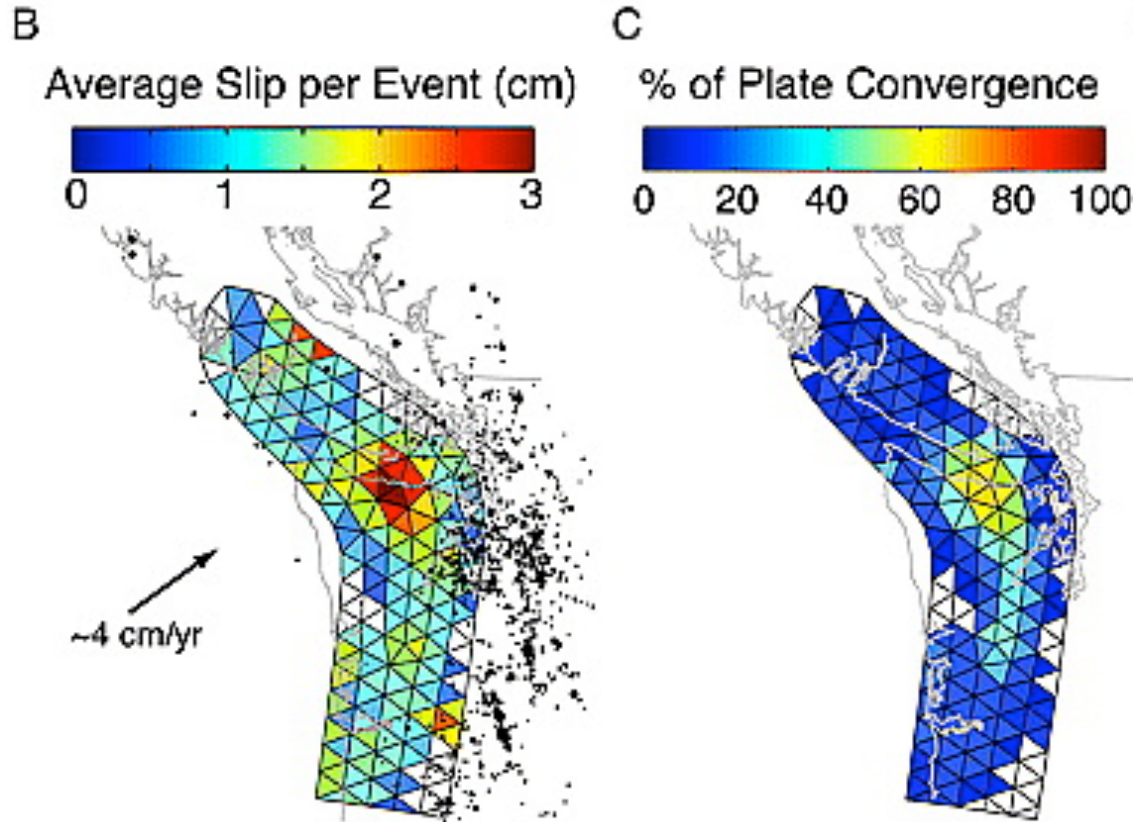 B
Average Slip per Event (cm)
0 1 2 3
~4 cm/yr
C
% of Plate Convergence
0 20 40 60 80 100